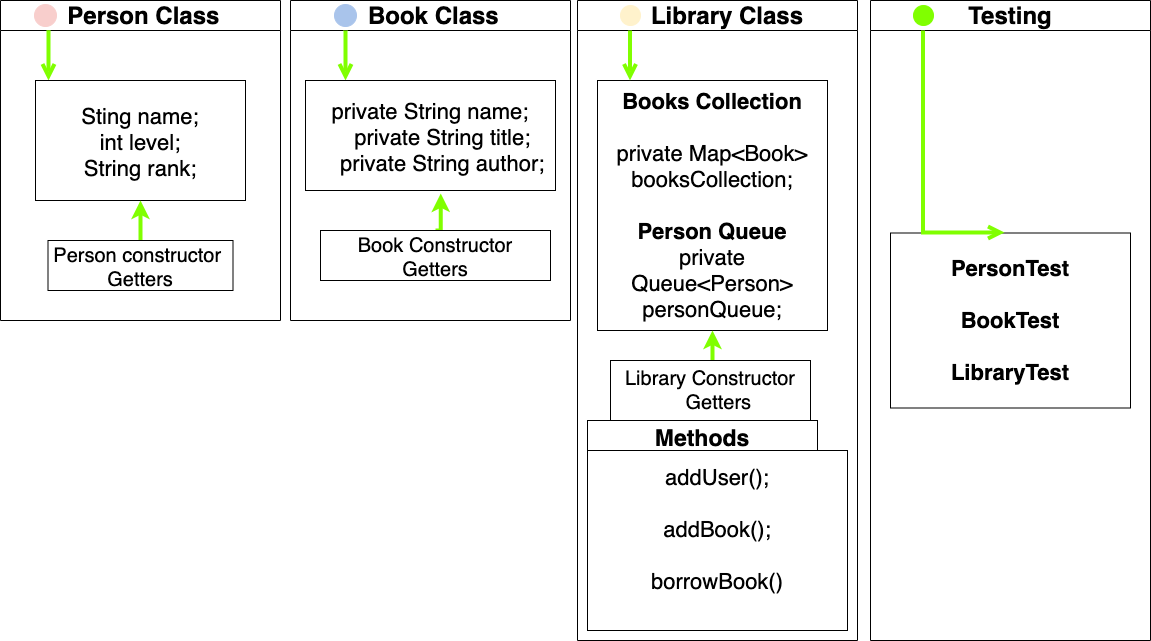 Person Class
Sting name;
int level;
String rank;
Person constructor
Getters
Book Class
private String name;
private String title;
private String author;
Book Constructor
Getters
Library Class
Books Collection
private Map<Book>
booksCollection;
Person Queue
private
Queue<Person>
personQueue;
Library Constructor
Getters
Methods
addUser();
addBook();
borrowBook()
Testing
PersonTest
BookTest
LibraryTest